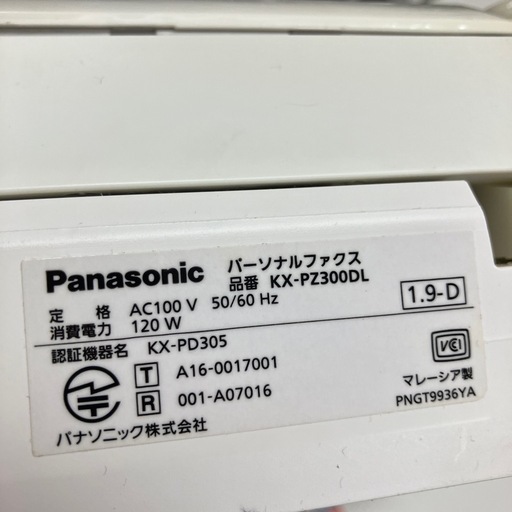 Panasonic パーソナルファクス
品番 KX-PZ300DL
定格 AC100 V 50/60 Hz
消費電力 120 W
1.9-D
認証機器名 KX-PD305
T A16-0017001
R 001-A07016
VCI
マレーシア製
PNGT9936YA
パナソニック株式会社